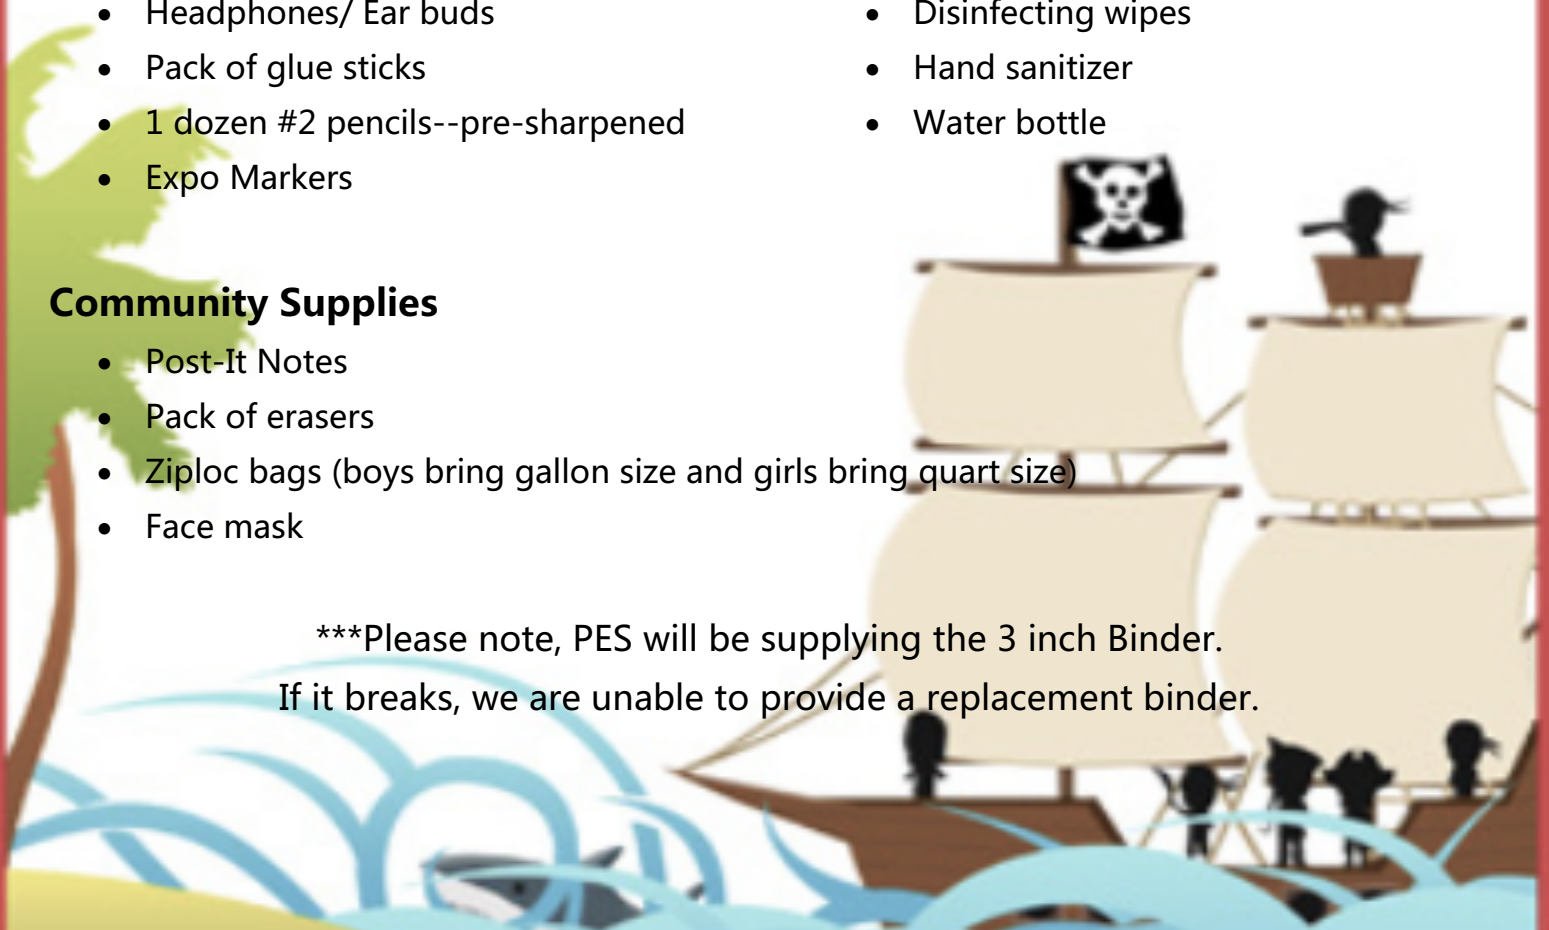 • Headphones/ Ear buds
• Pack of glue sticks
• 1 dozen #2 pencils--pre-sharpened
• Expo Markers
• Disinfecting wipes
• Hand sanitizer
• Water bottle
Community Supplies
• Post-It Notes
• Pack of erasers
• Ziploc bags (boys bring gallon size and girls bring quart size)
• Face mask
***Please note, PES will be supplying the 3 inch Binder.
If it breaks, we are unable to provide a replacement binder.